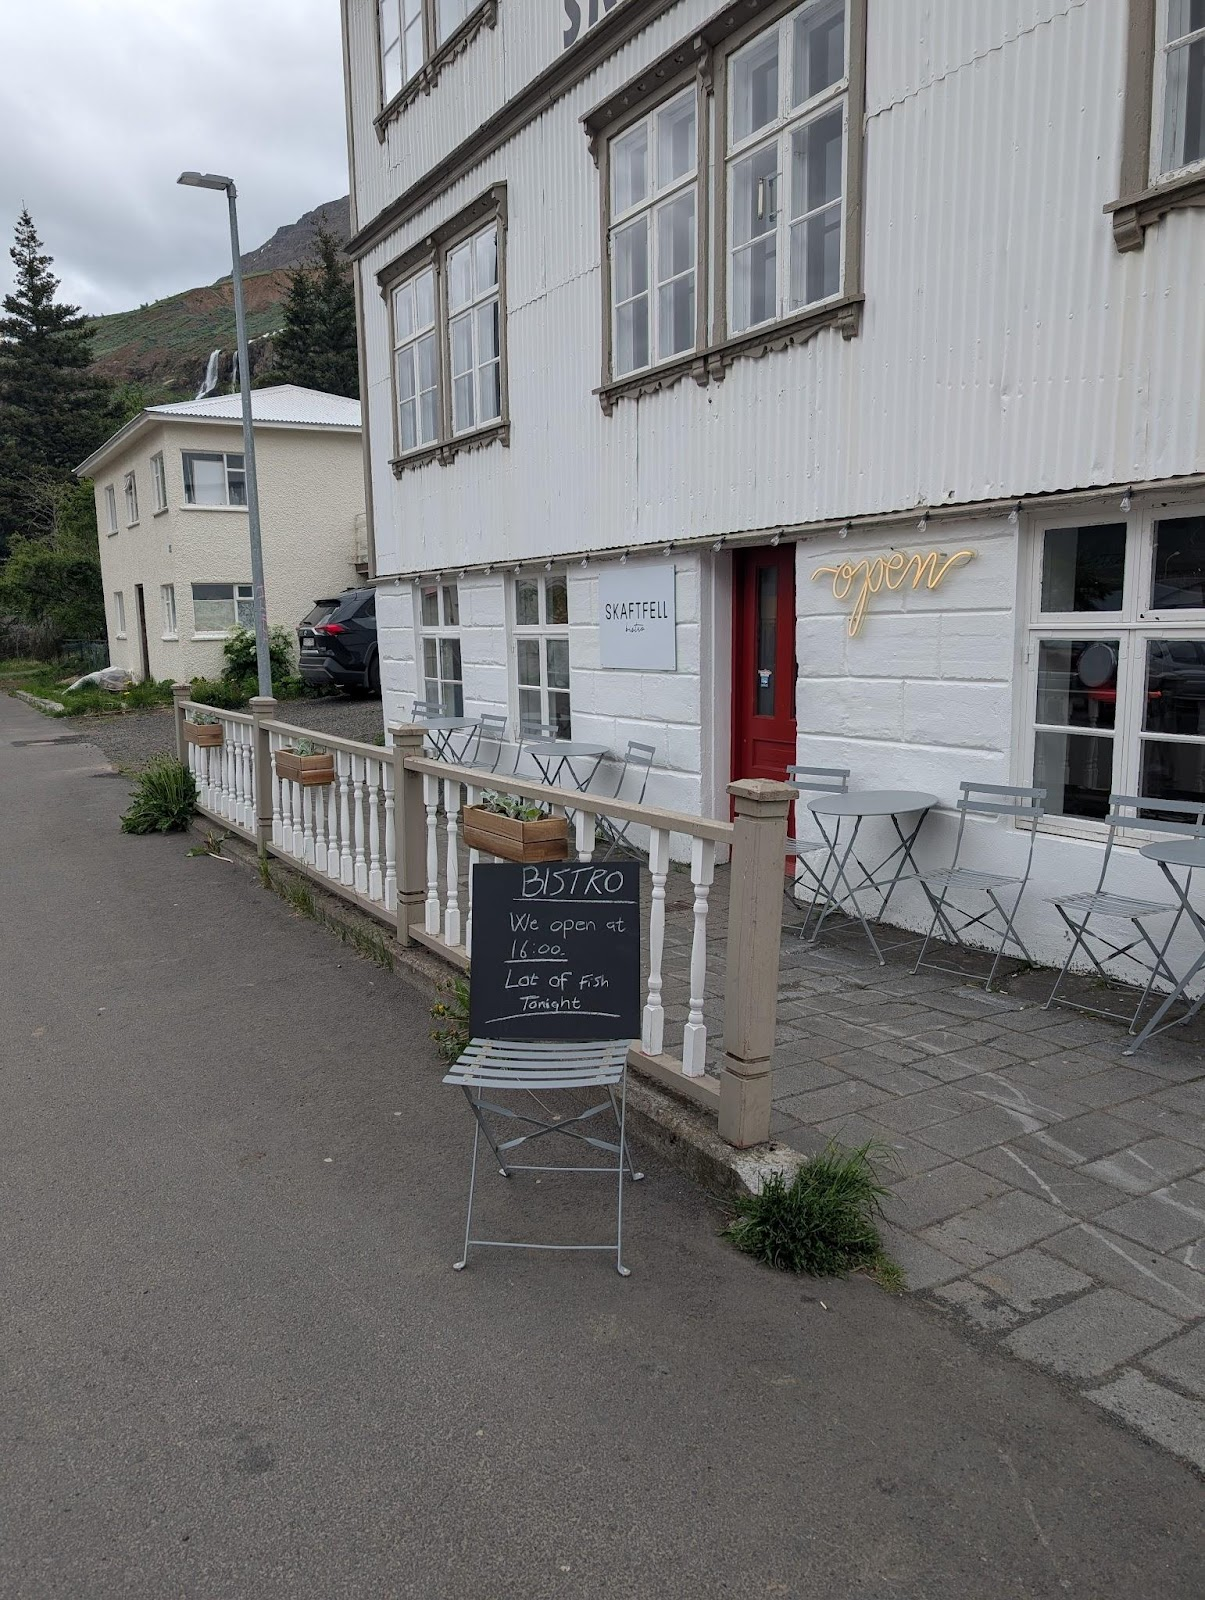 SKAFTFELL
bistro
open
BISTRO
We open at
16:00.
Lot of Fish
Tonight